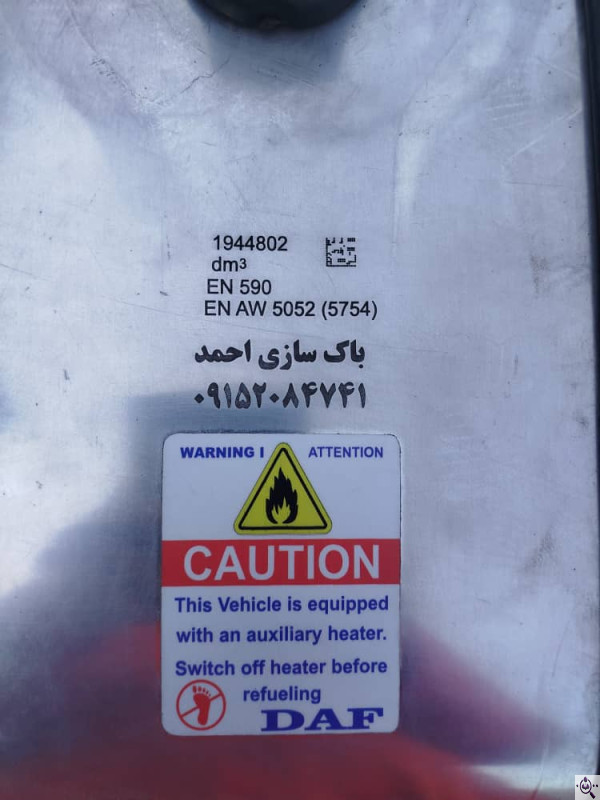 1944802
dm3
EN 590
EN AW 5052 (5754)
باک سازی احمد
۰۹۱۵۲۰۸۴۷۴۱
WARNING I ATTENTION
CAUTION
This Vehicle is equipped
with an auxiliary heater.
Switch off heater before
refueling
DAF